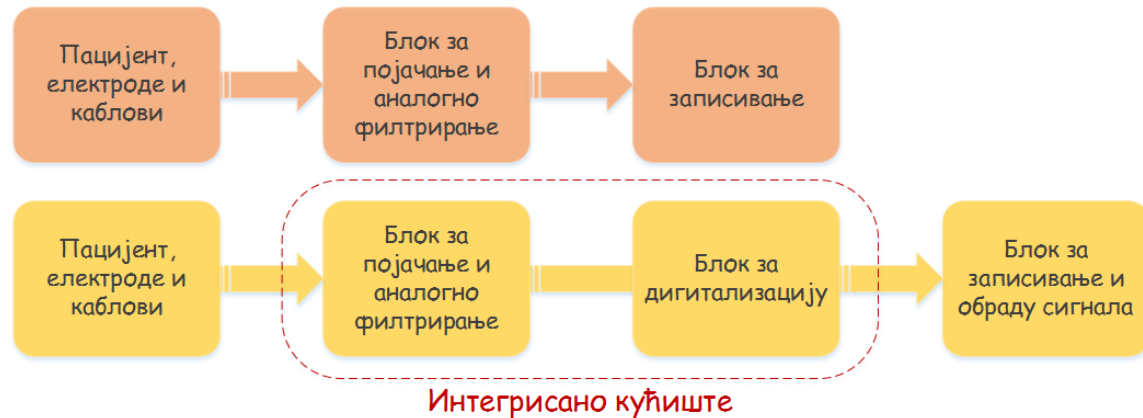 Пацијент,
електроде и
каблови
Блок за
појачање и
аналогно
филтрирање
Блок за
записивање
Пацијент,
електроде и
каблови
Блок за
појачање и
аналогно
филтрирање
Блок за
дигитализацију
Блок за
записивање и
обраду сигнала
Интегрисано кућиште